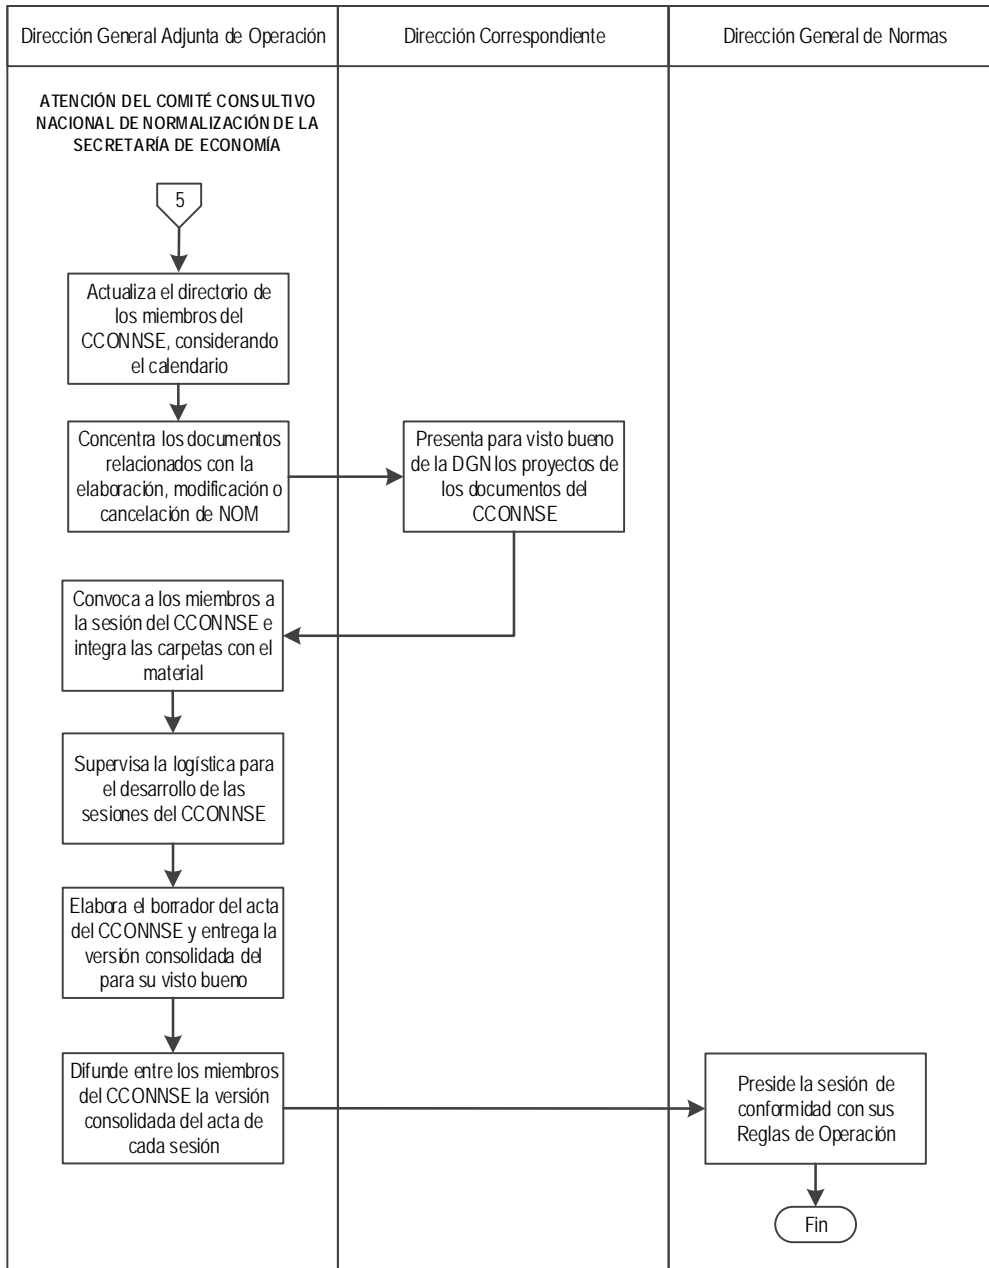 Dirección General Adjunta de Operación
Dirección Correspondiente
Dirección General de Normas
ATENCIÓN DEL COMITÉ CONSULTIVO
NACIONAL DE NORMALIZACIÓN DE LA
SECRETARÍA DE ECONOMÍA
5
Actualiza el directorio de
los miembros del
CCONNSE, considerando
el calendario
Concentra los documentos
relacionados con la
elaboración, modificación o
cancelación de NOM
Presenta para visto bueno
de la DGN los proyectos de
los documentos del
CCONNSE
Convoca a los miembros a
la sesión del CCONNSE e
integra las carpetas con el
material
Supervisa la logística para
el desarrollo de las
sesiones del CCONNSE
Elabora el borrador del acta
del CCONNSE y entrega la
versión consolidada del
para su visto bueno
Difunde entre los miembros
del CCONNSE la versión
consolidada del acta de
cada sesión
Preside la sesión de
conformidad con sus
Reglas de Operación
Fin